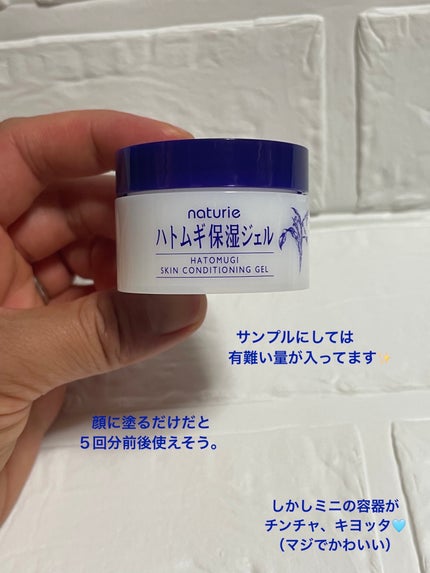 naturie
ハトムギ保湿ジェル
HATOMUGI
SKIN CONDITIONING GEL
サンプルにしては
有難い量が入ってます✨
顔に塗るだけだと
５回分前後使えそう。
しかしミニの容器が
チンチャ、キヨッタ🩵
（マジでかわいい）